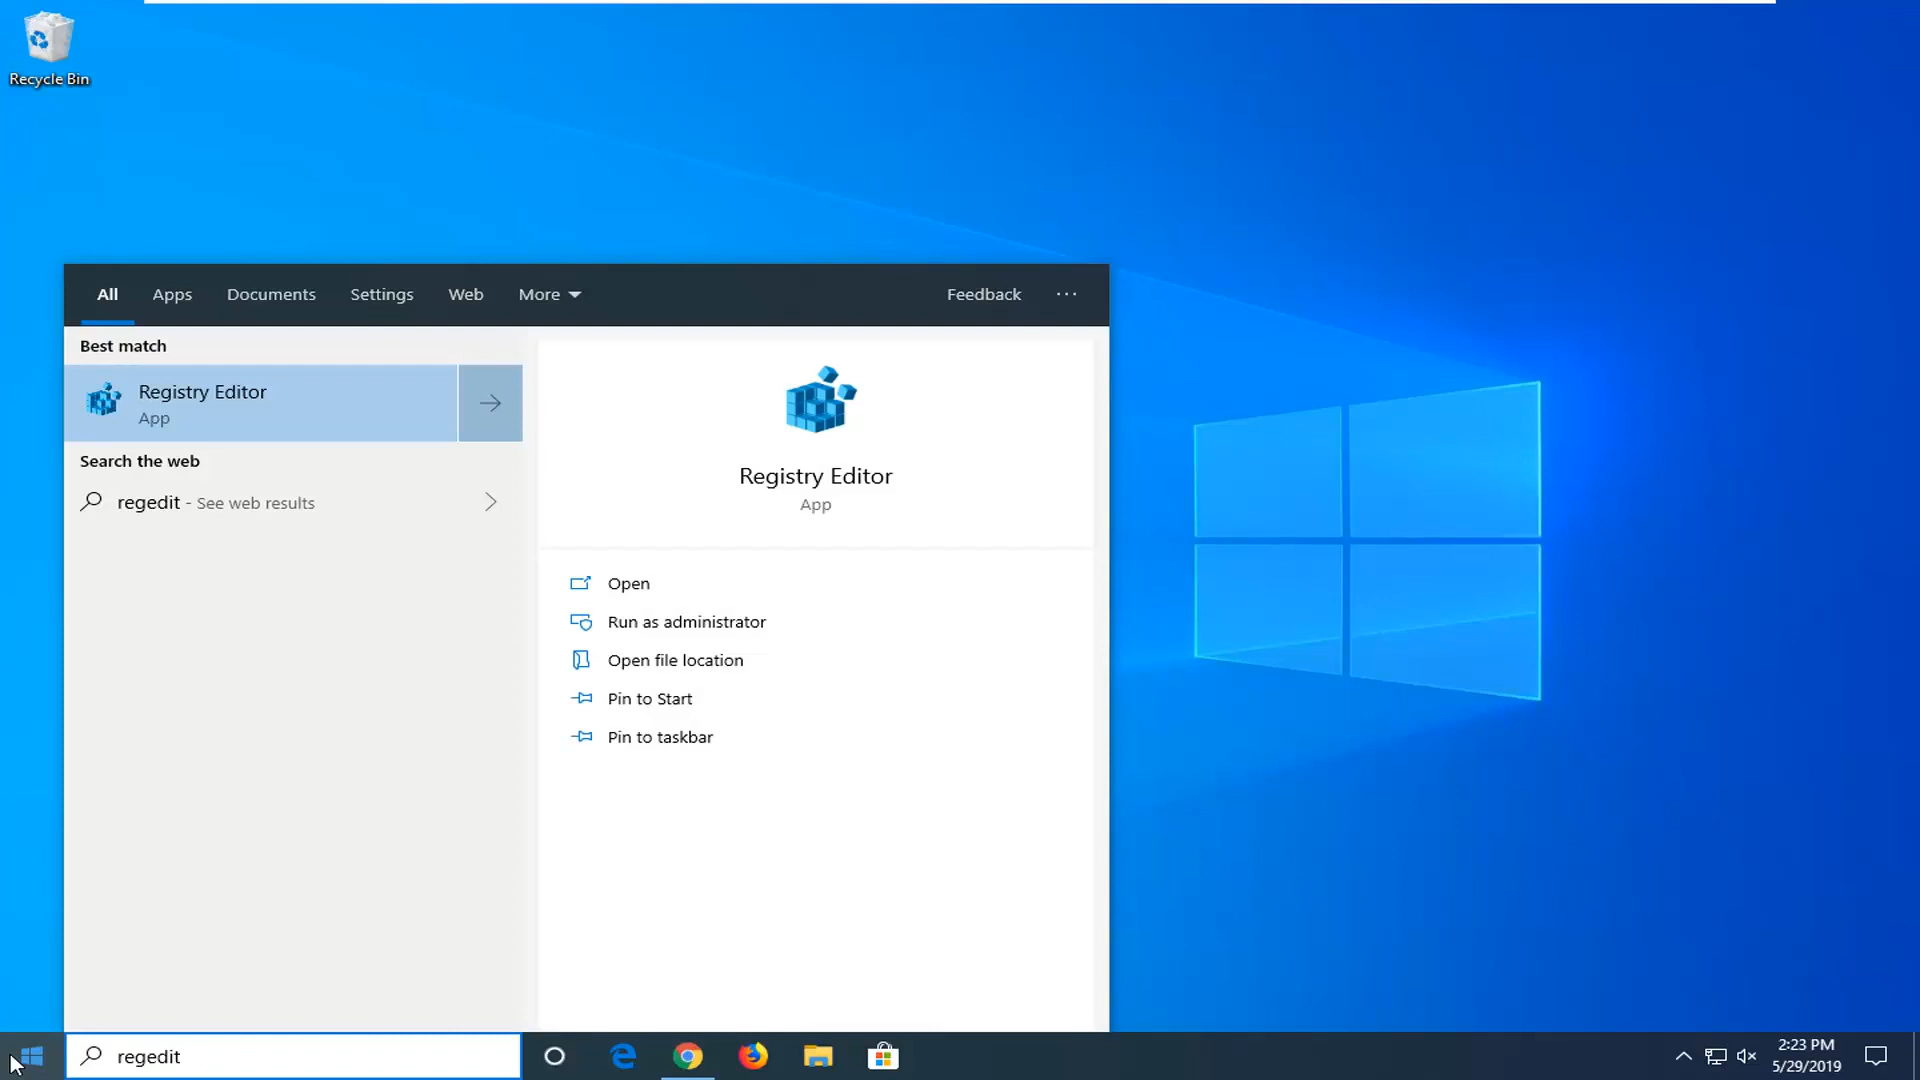 Recycle Bin
All Apps Documents Settings Web More Feedback ...
Best match
Registry Editor
App
Search the web
regedit - See web results
Registry Editor
App
Open
Run as administrator
Open file location
Pin to Start
Pin to taskbar
regedit
2:23 PM
5/29/2019